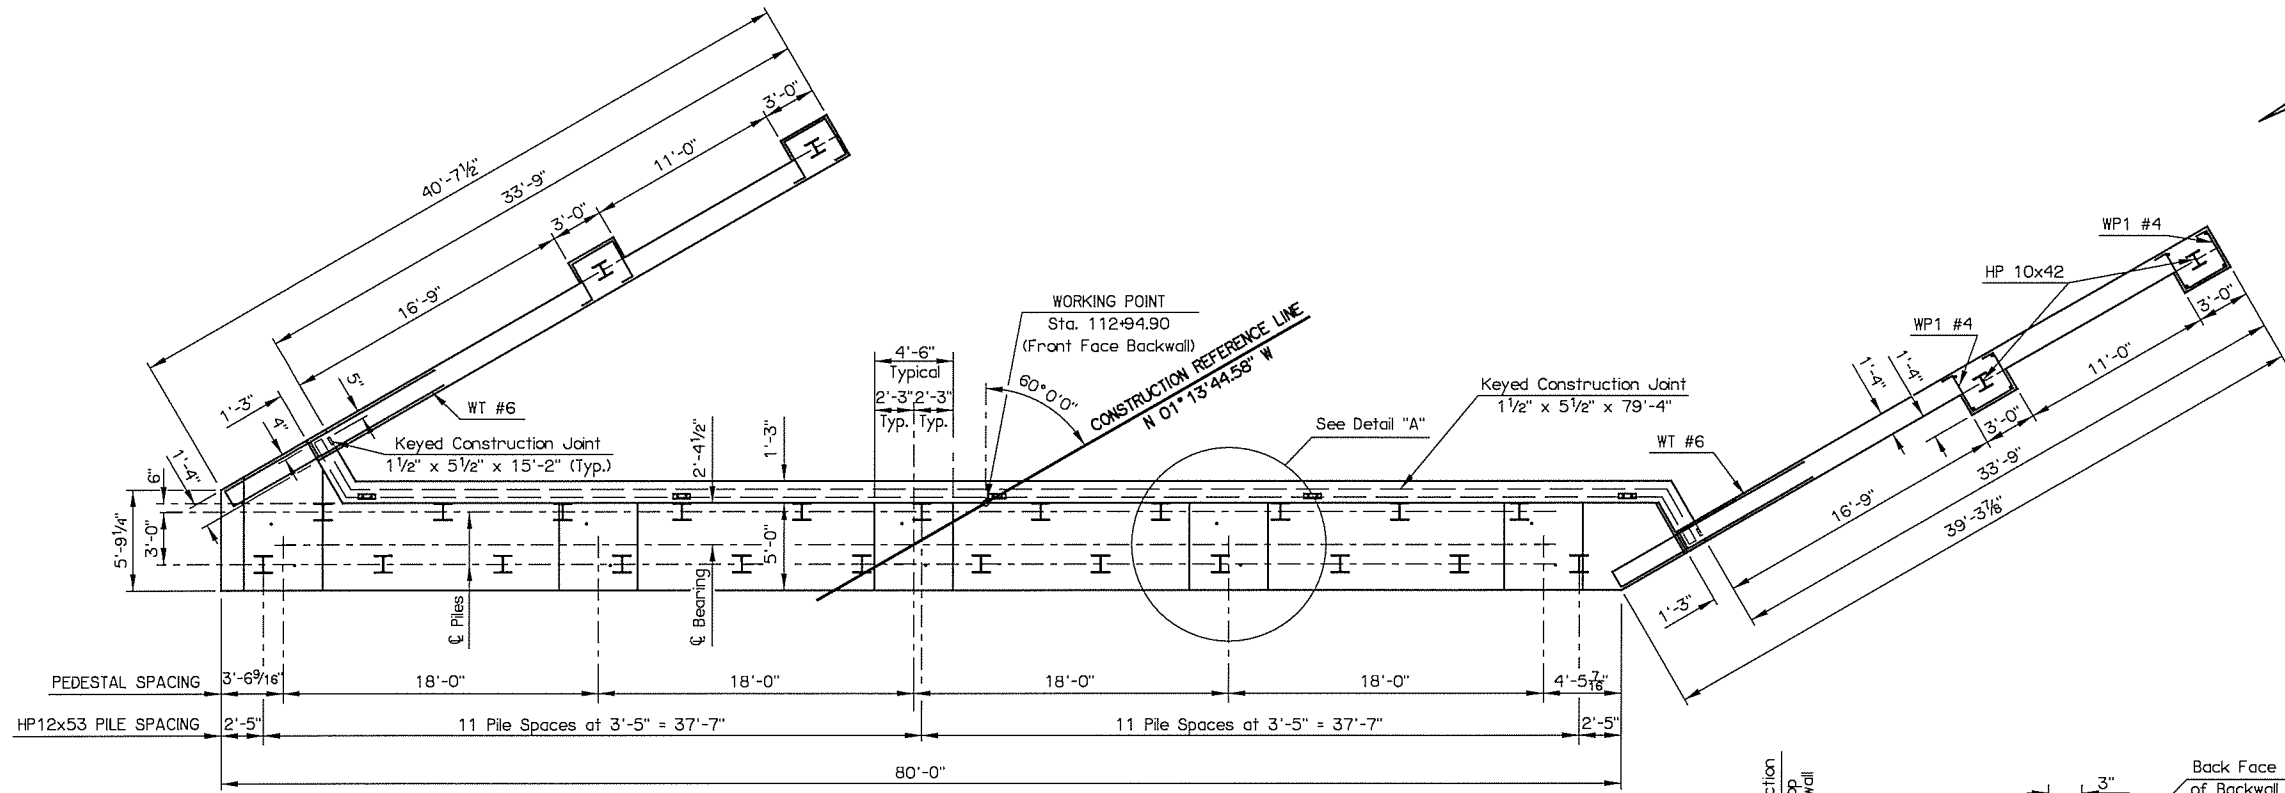 40'-7½"
33'-9"
3'-0"
11'-0"
3'-0"
16'-9"
5"
1'-3"
4"
WT #6
Keyed Construction Joint
1½" x 5½" x 15'-2" (Typ.)
1'-4"
6"
3'-0"
5'-9¼"
WORKING POINT
Sta. 112+94.90
(Front Face Backwall)
4'-6"
Typical
2'-3" 2'-3"
Typ. Typ.
60°0'0"
CONSTRUCTION REFERENCE LINE
N 01°13'44.58" W
2'-4½"
1'-3"
5'-0"
℄ Piles
℄ Bearing
See Detail "A"
Keyed Construction Joint
1½" x 5½" x 79'-4"
WP1 #4
HP 10x42
WP1 #4
WT #6
1'-4"
1'-4"
3'-0"
11'-0"
3'-0"
33'-9"
16'-9"
39'-3⅞"
1'-3"
PEDESTAL SPACING 3'-6 9/16" 18'-0" 18'-0" 18'-0" 18'-0" 4'-5 7/16"
HP12x53 PILE SPACING 2'-5" 11 Pile Spaces at 3'-5" = 37'-7" 11 Pile Spaces at 3'-5" = 37'-7" 2'-5"
80'-0"
3"
Back Face
of Backwall